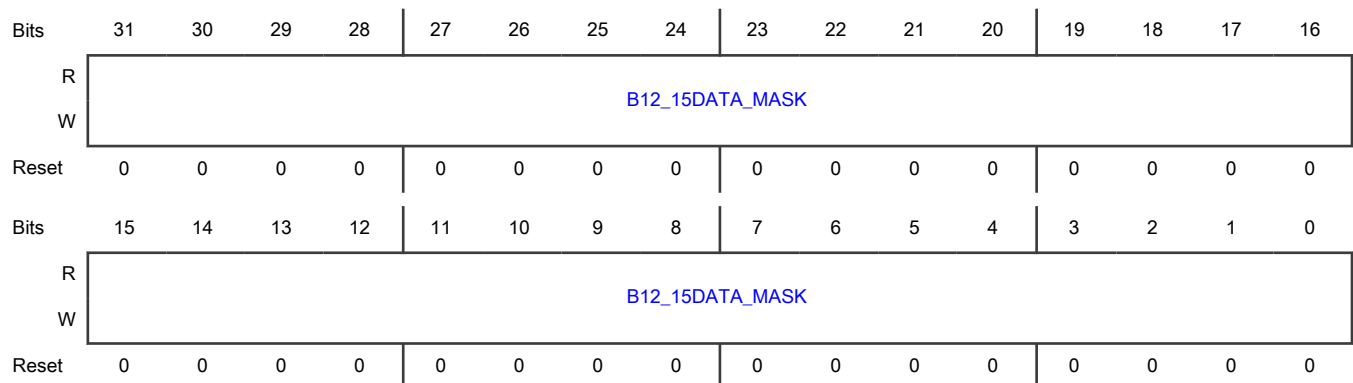 Bits 31 30 29 28 27 26 25 24 23 22 21 20 19 18 17 16
R
B12_15DATA_MASK
W
Reset 0 0 0 0 0 0 0 0 0 0 0 0 0 0 0 0
Bits 15 14 13 12 11 10 9 8 7 6 5 4 3 2 1 0
R
B12_15DATA_MASK
W
Reset 0 0 0 0 0 0 0 0 0 0 0 0 0 0 0 0